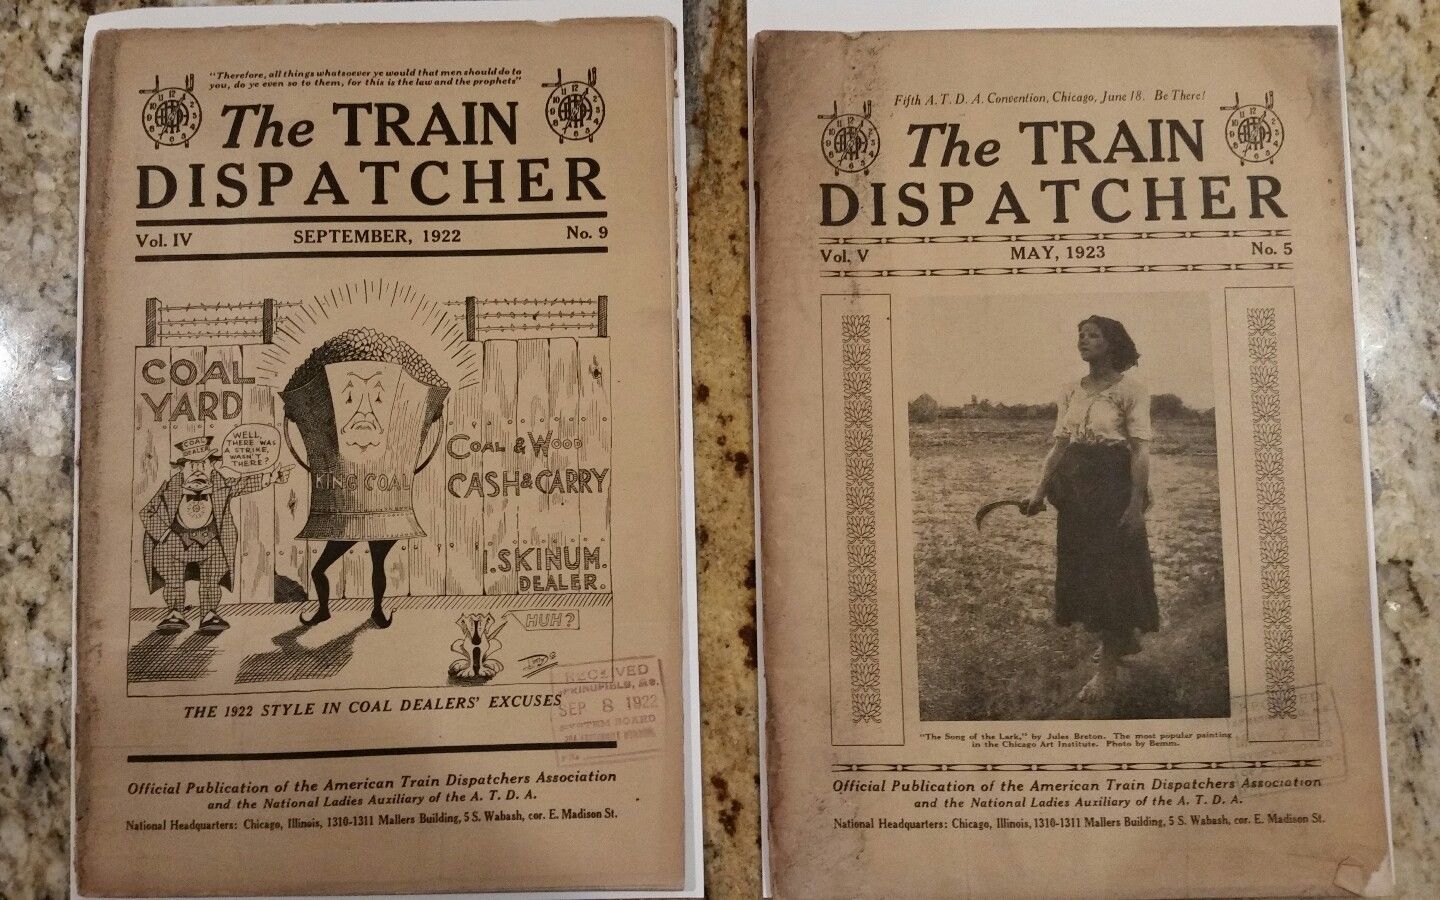 "Therefore, all things whatsoever ye would that men should do to
you, do ye even so to them, for this is the law and the prophets"
The TRAIN
DISPATCHER
Vol. IV SEPTEMBER, 1922 No. 9
COAL
YARD
COAL
DEALER
WELL,
THERE WAS
A STRIKE,
WASN'T
THERE?
KING COAL
COAL & WOOD
CASH & CARRY
I. SKINUM.
DEALER.
HUH?
RECEIVED
SPRINGFIELD, MO.
SEP 8 1922
SYSTEM BOARD
THE 1922 STYLE IN COAL DEALERS' EXCUSES
Official Publication of the American Train Dispatchers Association
and the National Ladies Auxiliary of the A. T. D. A.
National Headquarters: Chicago, Illinois, 1310-1311 Mallers Building, 5 S. Wabash, cor. E. Madison St.
Fifth A. T. D. A. Convention, Chicago, June 18. Be There!
The TRAIN
DISPATCHER
Vol. V MAY, 1923 No. 5
"The Song of the Lark," by Jules Breton. The most popular painting
in the Chicago Art Institute. Photo by Bemm.
Official Publication of the American Train Dispatchers Association
and the National Ladies Auxiliary of the A. T. D. A.
National Headquarters: Chicago, Illinois, 1310-1311 Mallers Building, 5 S. Wabash, cor. E. Madison St.